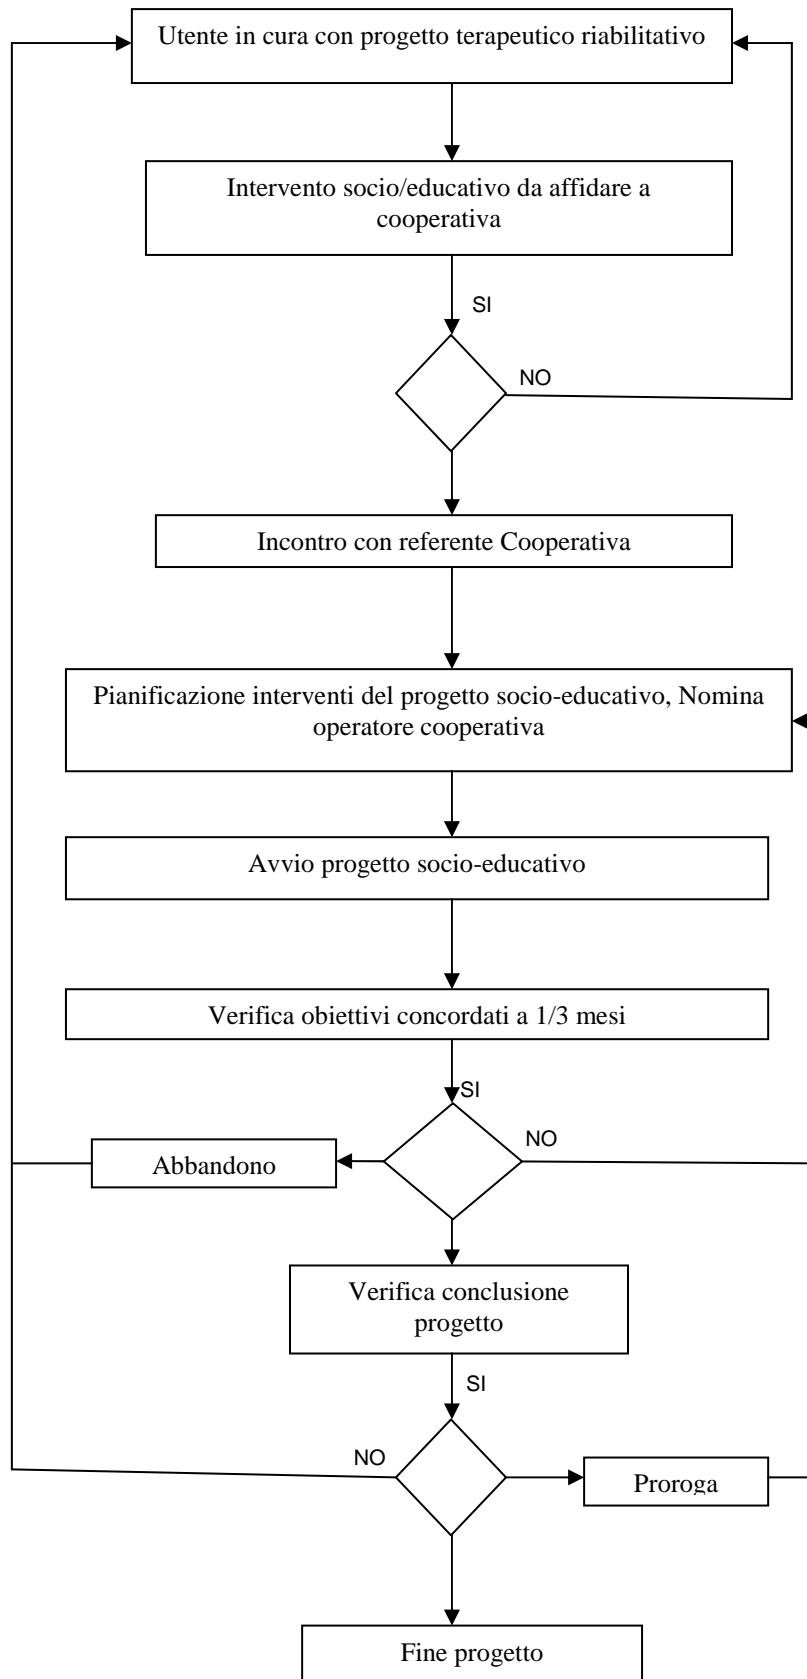 Utente in cura con progetto terapeutico riabilitativo
Intervento socio/educativo da affidare a
cooperativa
SI
NO
Incontro con referente Cooperativa
Pianificazione interventi del progetto socio-educativo, Nomina
operatore cooperativa
Avvio progetto socio-educativo
Verifica obiettivi concordati a 1/3 mesi
SI
NO
Abbandono
Verifica conclusione
progetto
SI
NO
Proroga
Fine progetto